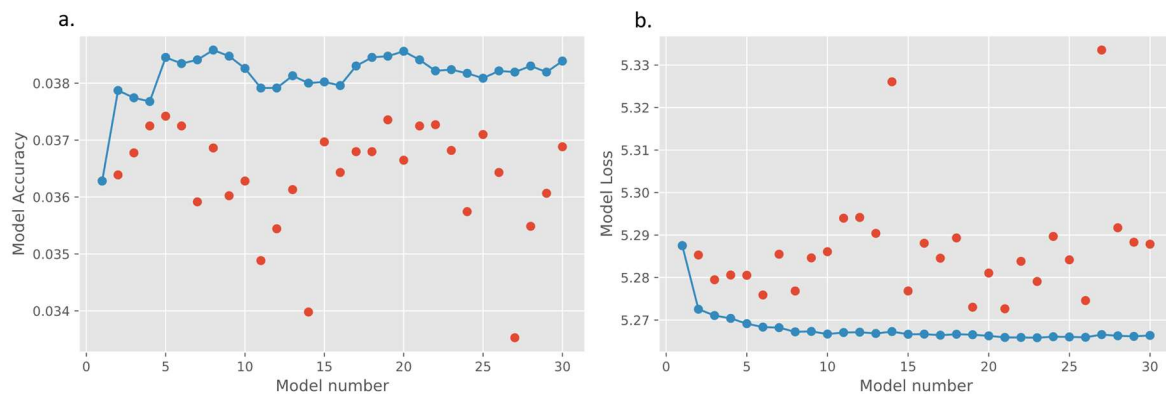 a.
Model Accuracy
0.038
0.037
0.036
0.035
0.034
0 5 10 15 20 25 30
Model number
b.
Model Loss
5.33
5.32
5.31
5.30
5.29
5.28
5.27
0 5 10 15 20 25 30
Model number